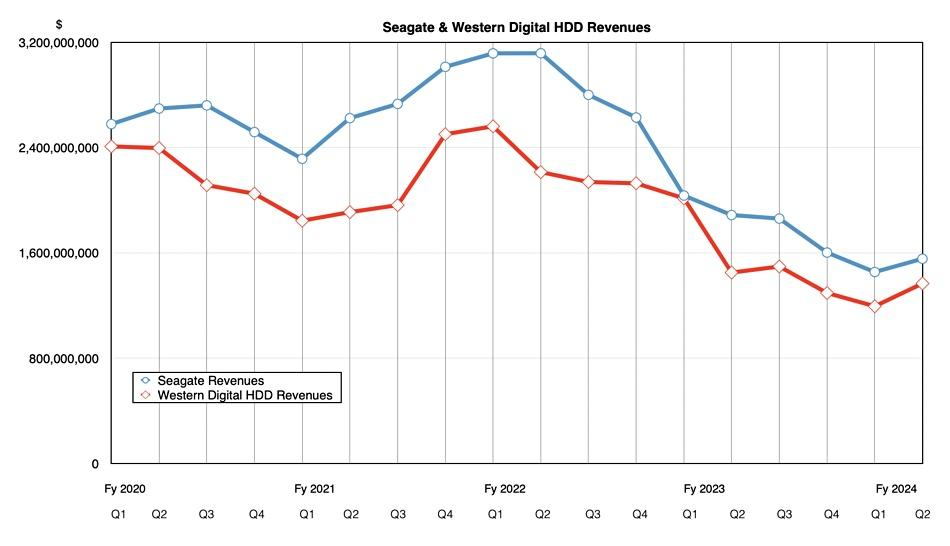 $
Seagate & Western Digital HDD Revenues
3,200,000,000
2,400,000,000
1,600,000,000
800,000,000
Seagate Revenues
Western Digital HDD Revenues
0
Fy 2020 Fy 2021 Fy 2022 Fy 2023 Fy 2024
Q1 Q2 Q3 Q4 Q1 Q2 Q3 Q4 Q1 Q2 Q3 Q4 Q1 Q2 Q3 Q4 Q1 Q2